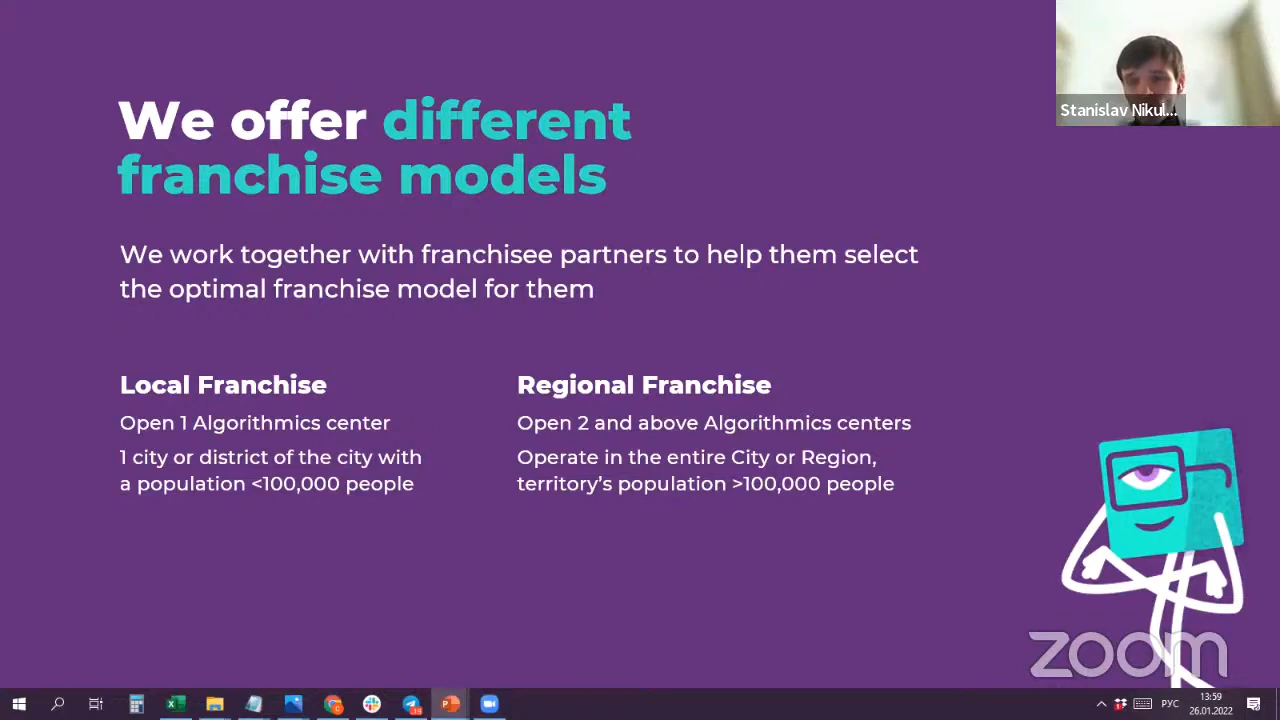 Stanislav Nikul...
We offer different
franchise models
We work together with franchisee partners to help them select
the optimal franchise model for them
Local Franchise
Open 1 Algorithmics center
1 city or district of the city with
a population <100,000 people
Regional Franchise
Open 2 and above Algorithmics centers
Operate in the entire City or Region,
territory's population >100,000 people
zoom
РУС
13:59
26.01.2022